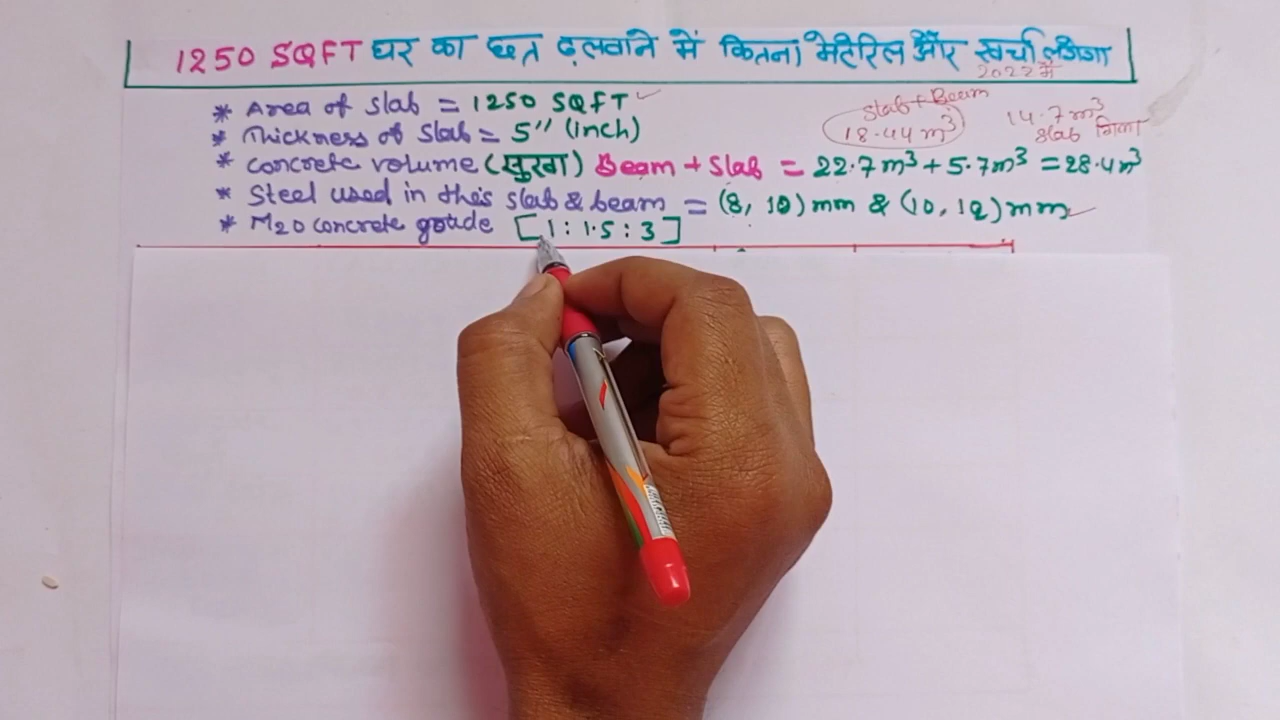 1250 SQFT घर का छत ढ़लवाने में कितना मेटेरिल और खर्चा लगेगा
2022 में
* Area of slab = 1250 SQFT ✓
* Thickness of slab = 5" (inch)
slab + Beam
18.44 m³
14.7 m³
slab गिला
* Concrete volume (सुखा) Beam + Slab = 22.7 m³ + 5.7 m³ = 28.4 m³
* Steel used in this slab & beam = (8, 10) mm & (10, 12) mm
* M20 concrete grade [1 : 1.5 : 3]